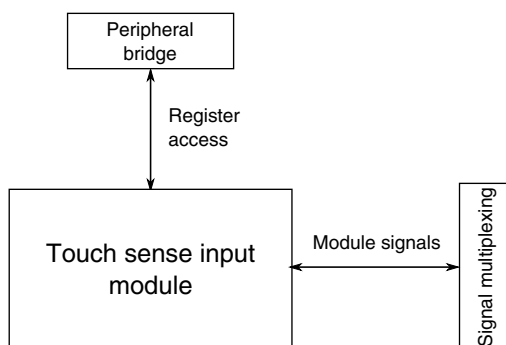 Peripheral
bridge
Register
access
Touch sense input
module
Module signals
Signal multiplexing